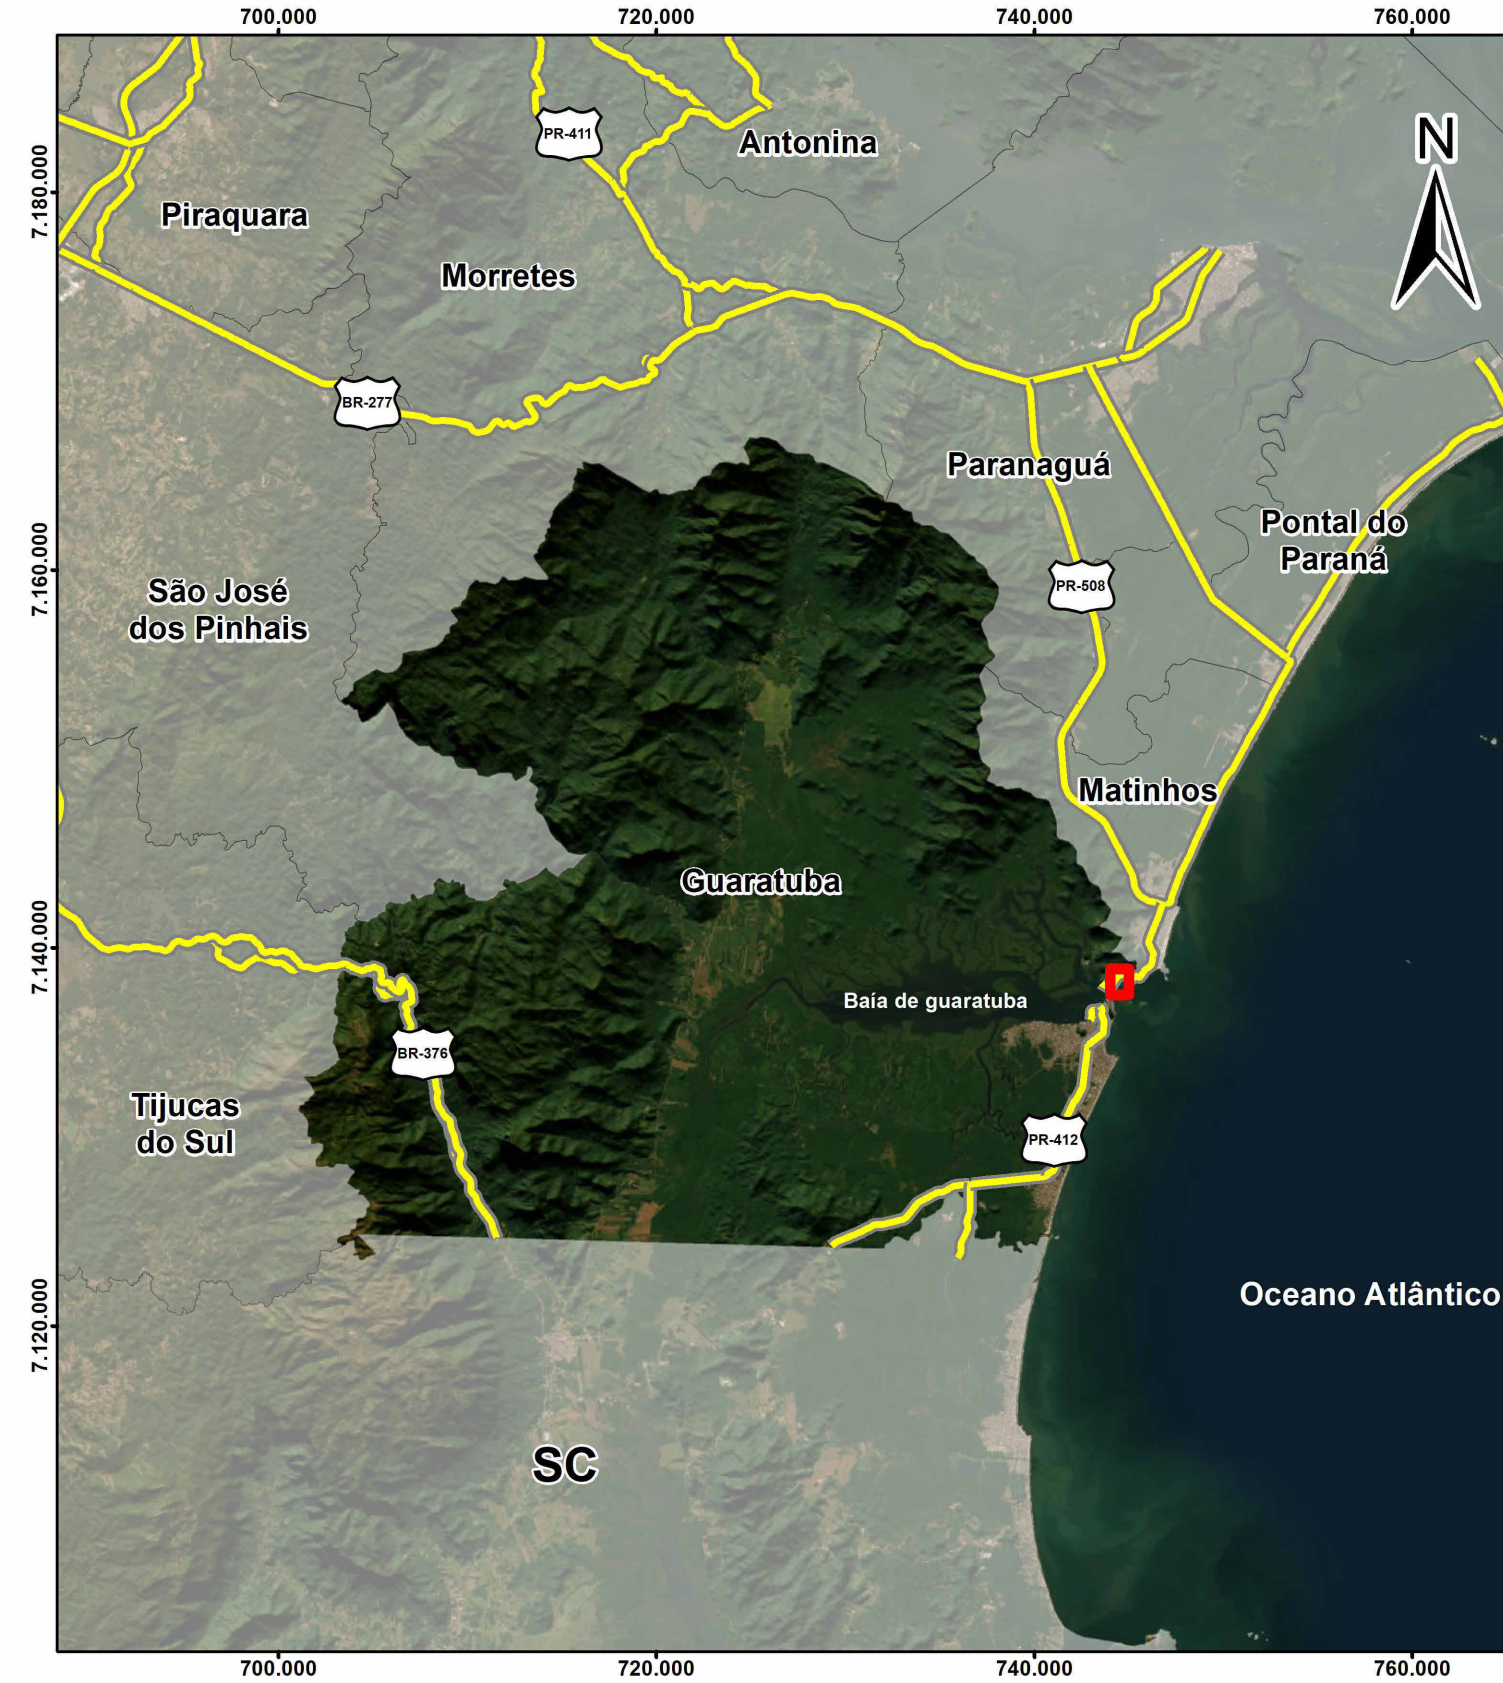 700.000
720.000
740.000
760.000
7.180.000
7.160.000
7.140.000
7.120.000
N
PR-411
Antonina
Piraquara
Morretes
BR-277
Paranaguá
Pontal do
Paraná
São José
dos Pinhais
PR-508
Matinhos
Guaratuba
Baía de guaratuba
BR-376
Tijucas
do Sul
PR-412
Oceano Atlântico
SC
700.000
720.000
740.000
760.000